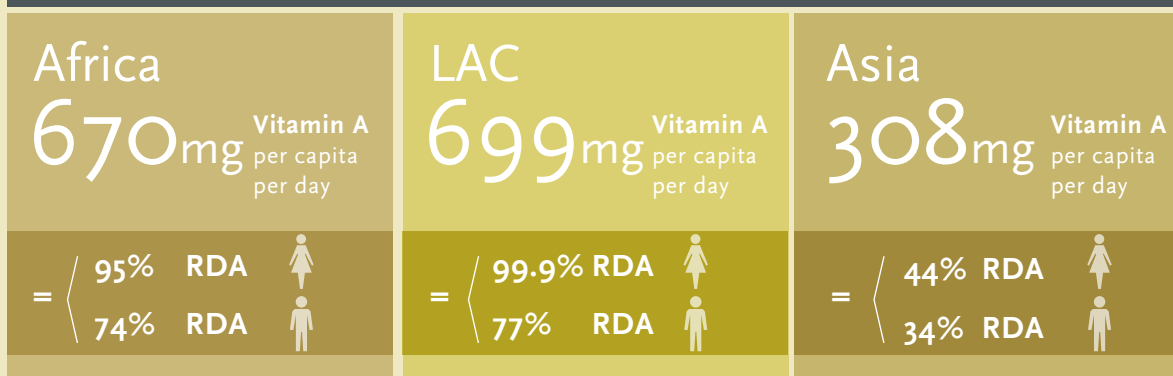 Africa
670mg Vitamin A
per capita
per day
= 95% RDA
74% RDA
LAC
699mg Vitamin A
per capita
per day
= 99.9% RDA
77% RDA
Asia
308mg Vitamin A
per capita
per day
= 44% RDA
34% RDA